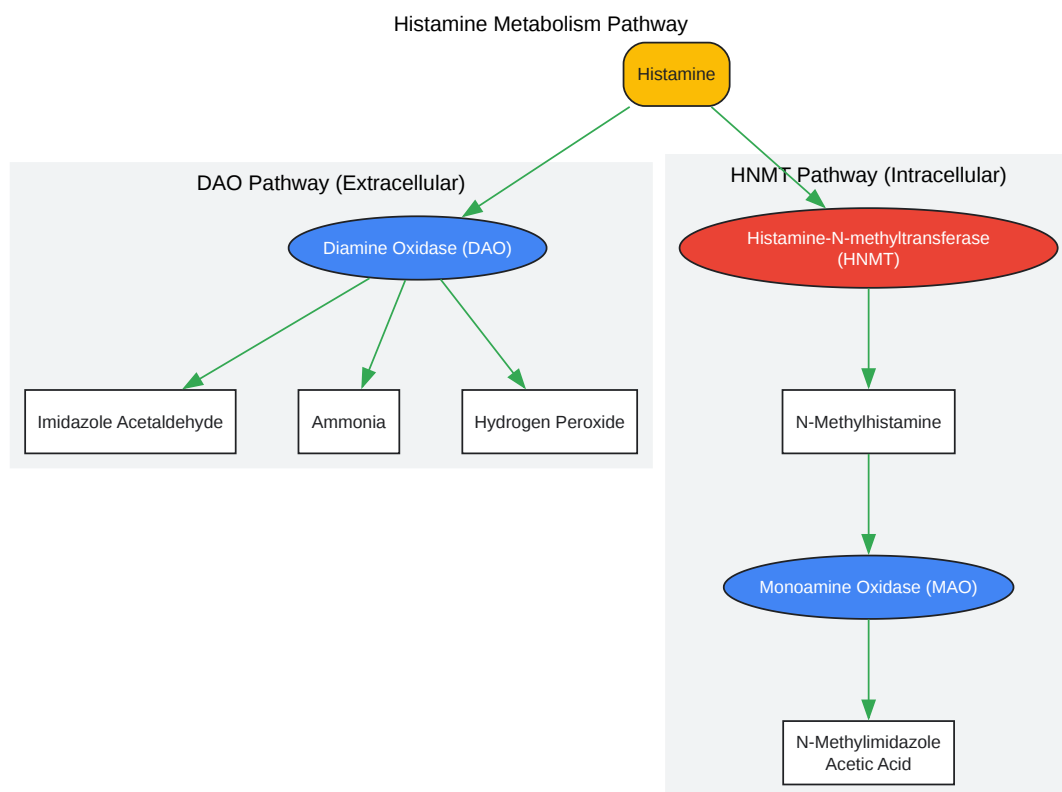 Histamine Metabolism Pathway
Histamine
DAO Pathway (Extracellular)
HNMT Pathway (Intracellular)
Diamine Oxidase (DAO)
Histamine-N-methyltransferase
(HNMT)
Imidazole Acetaldehyde
Ammonia
Hydrogen Peroxide
N-Methylhistamine
Monoamine Oxidase (MAO)
N-Methylimidazole
Acetic Acid